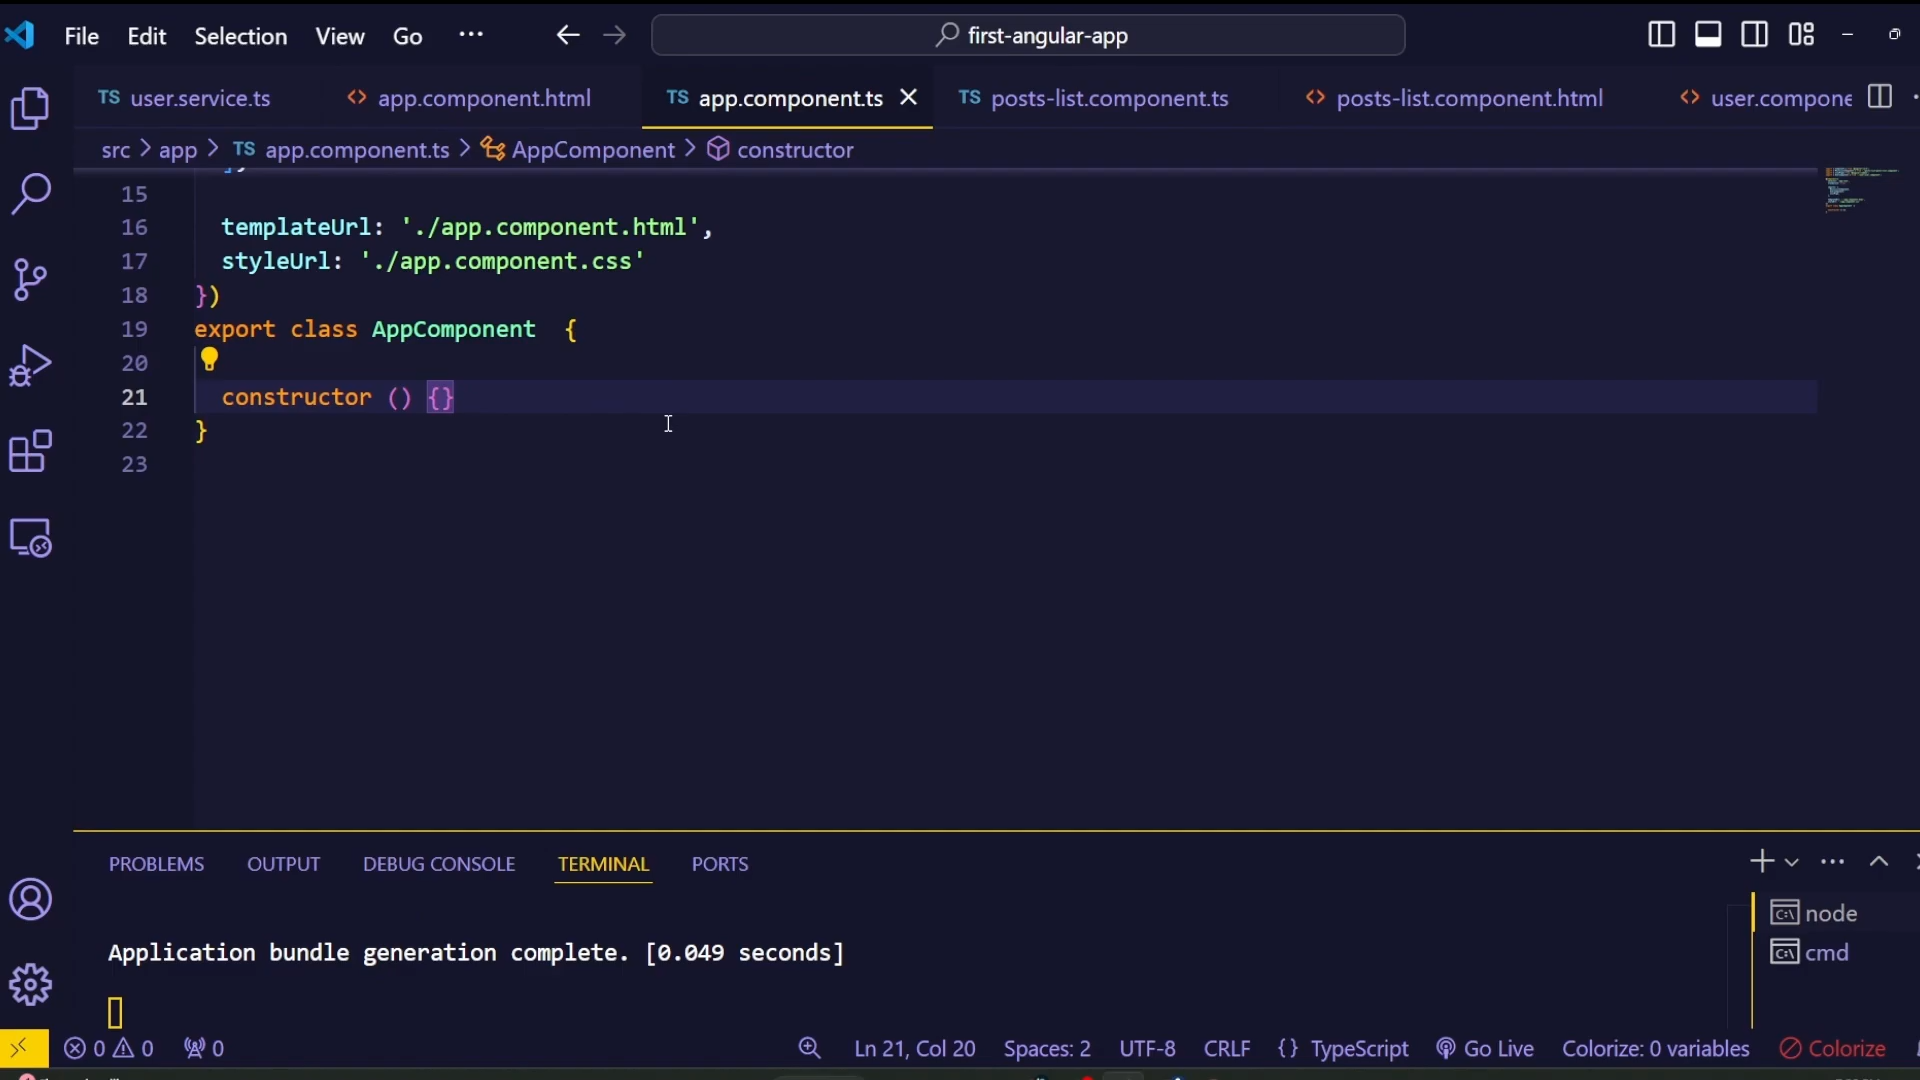 File Edit Selection View Go ··· first-angular-app
TS user.service.ts <> app.component.html TS app.component.ts TS posts-list.component.ts <> posts-list.component.html <> user.compone
src > app > TS app.component.ts > AppComponent > constructor
15
16 templateUrl: './app.component.html',
17 styleUrl: './app.component.css'
18 })
19 export class AppComponent {
20
21 constructor () {}
22 }
23
PROBLEMS OUTPUT DEBUG CONSOLE TERMINAL PORTS
node
Application bundle generation complete. [0.049 seconds]
cmd
0 0 0 Ln 21, Col 20 Spaces: 2 UTF-8 CRLF {} TypeScript Go Live Colorize: 0 variables Colorize